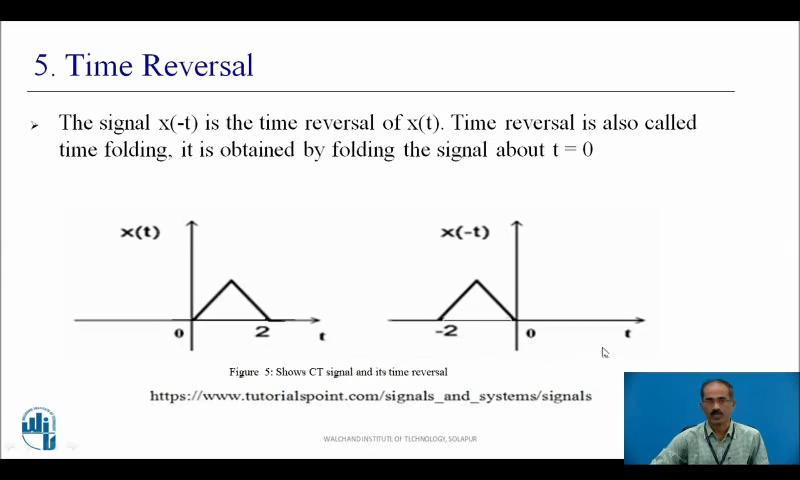 5. Time Reversal
➢ The signal x(-t) is the time reversal of x(t). Time reversal is also called
time folding, it is obtained by folding the signal about t = 0
x(t)
x(-t)
0 2 t
-2 0 t
Figure 5: Shows CT signal and its time reversal
https://www.tutorialspoint.com/signals_and_systems/signals
WALCHAND INSTITUTE OF TECHNOLOGY, SOLAPUR